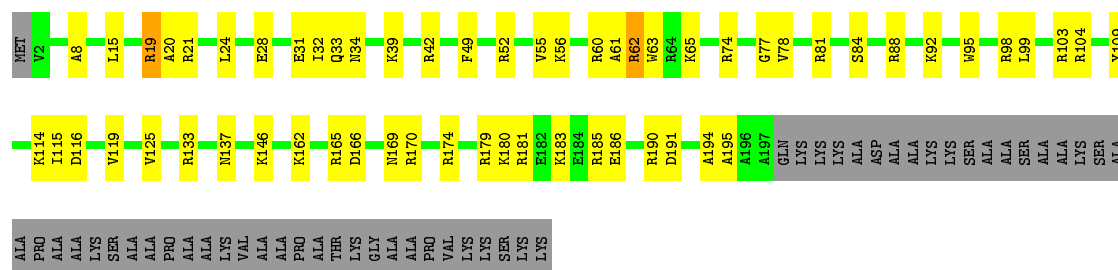 MET V2 A8 L15 R19 A20 R21 L24 E28 E31 I32 Q33 N34 K39 R42 F49 R52 V55 K56 R60 A61 R62 W63 R64 K65 R74 G77 V78 R81 S84 R88 K92 W95 R98 L99 R103 R104 Y109
K114 I115 D116 V119 V125 R133 N137 K146 K162 R165 D166 N169 R170 R174 R179 K180 R181 E182 K183 E184 R185 E186 R190 D191 A194 A195 A196 A197 GLN LYS LYS LYS ALA ASP ALA ALA LYS LYS SER ALA ALA SER ALA ALA LYS SER ALA
ALA PRO ALA ALA LYS SER ALA ALA PRO ALA ALA LYS VAL ALA ALA PRO ALA THR LYS GLY ALA ALA PRO VAL LYS LYS SER LYS LYS